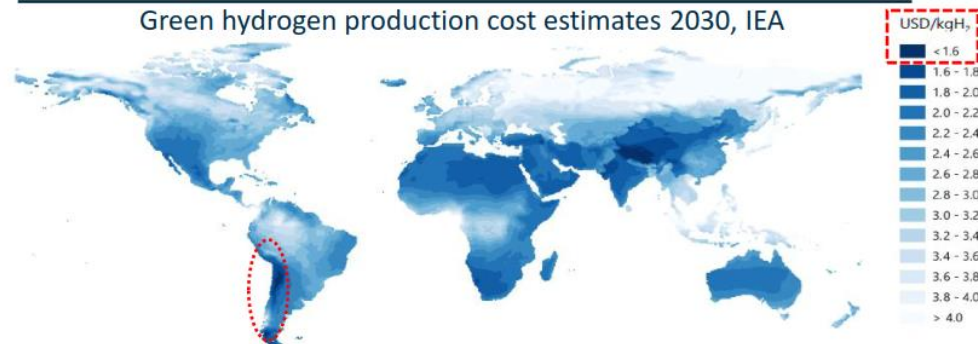 Green hydrogen production cost estimates 2030, IEA
USD/kgH₂
< 1.6
1.6 - 1.8
1.8 - 2.0
2.0 - 2.2
2.2 - 2.4
2.4 - 2.6
2.6 - 2.8
2.8 - 3.0
3.0 - 3.2
3.2 - 3.4
3.4 - 3.6
3.6 - 3.8
3.8 - 4.0
> 4.0